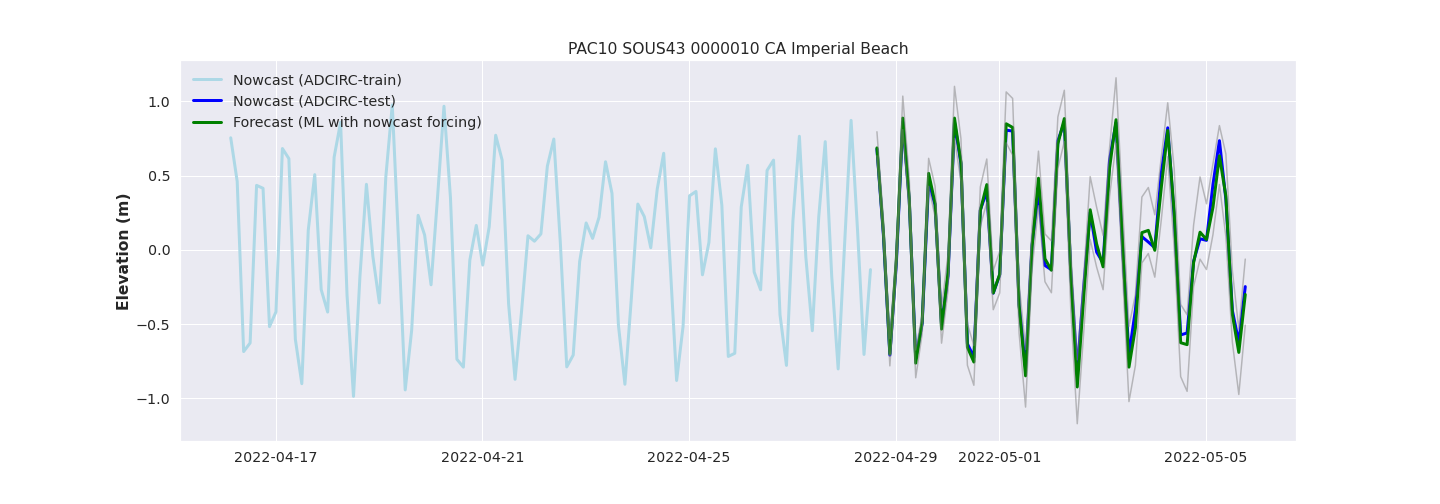 PAC10 SOUS43 0000010 CA Imperial Beach
Nowcast (ADCIRC-train)
Nowcast (ADCIRC-test)
Forecast (ML with nowcast forcing)
Elevation (m)
1.0
0.5
0.0
−0.5
−1.0
2022-04-17 2022-04-21 2022-04-25 2022-04-29 2022-05-01 2022-05-05